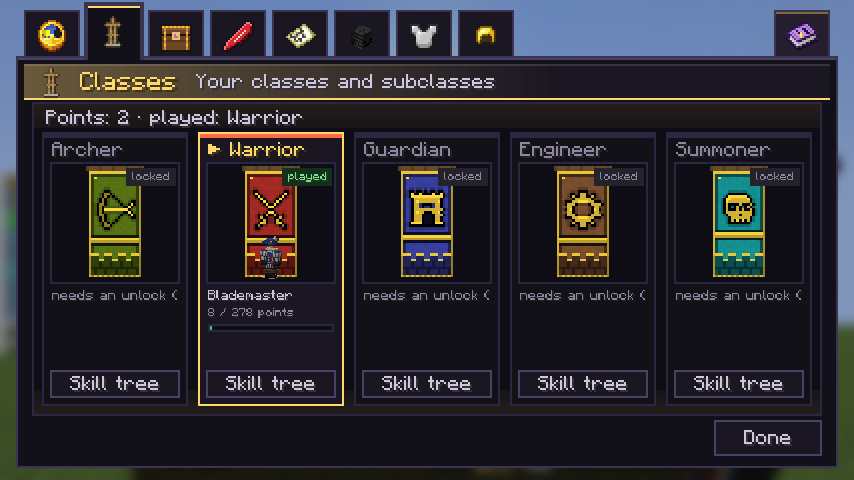 Classes Your classes and subclasses
Points: 2 · played: Warrior
Archer
locked
needs an unlock (
Skill tree
Warrior
played
Blademaster
8 / 278 points
Skill tree
Guardian
locked
needs an unlock (
Skill tree
Engineer
locked
needs an unlock (
Skill tree
Summoner
locked
needs an unlock (
Skill tree
Done